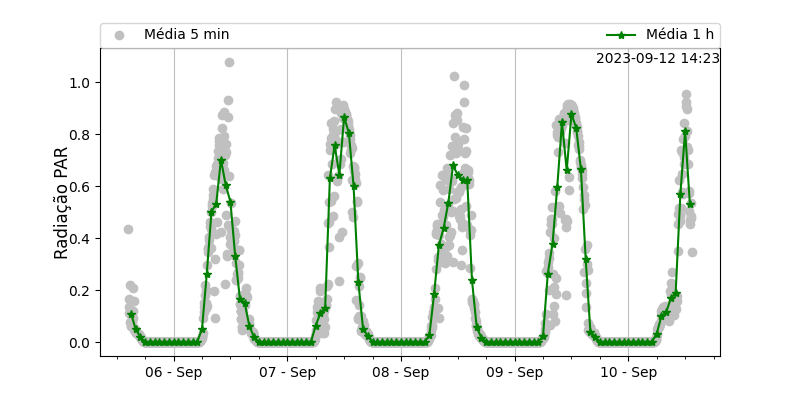 Média 5 min
Média 1 h
2023-09-12 14:23
Radiação PAR
1.0
0.8
0.6
0.4
0.2
0.0
06 - Sep
07 - Sep
08 - Sep
09 - Sep
10 - Sep